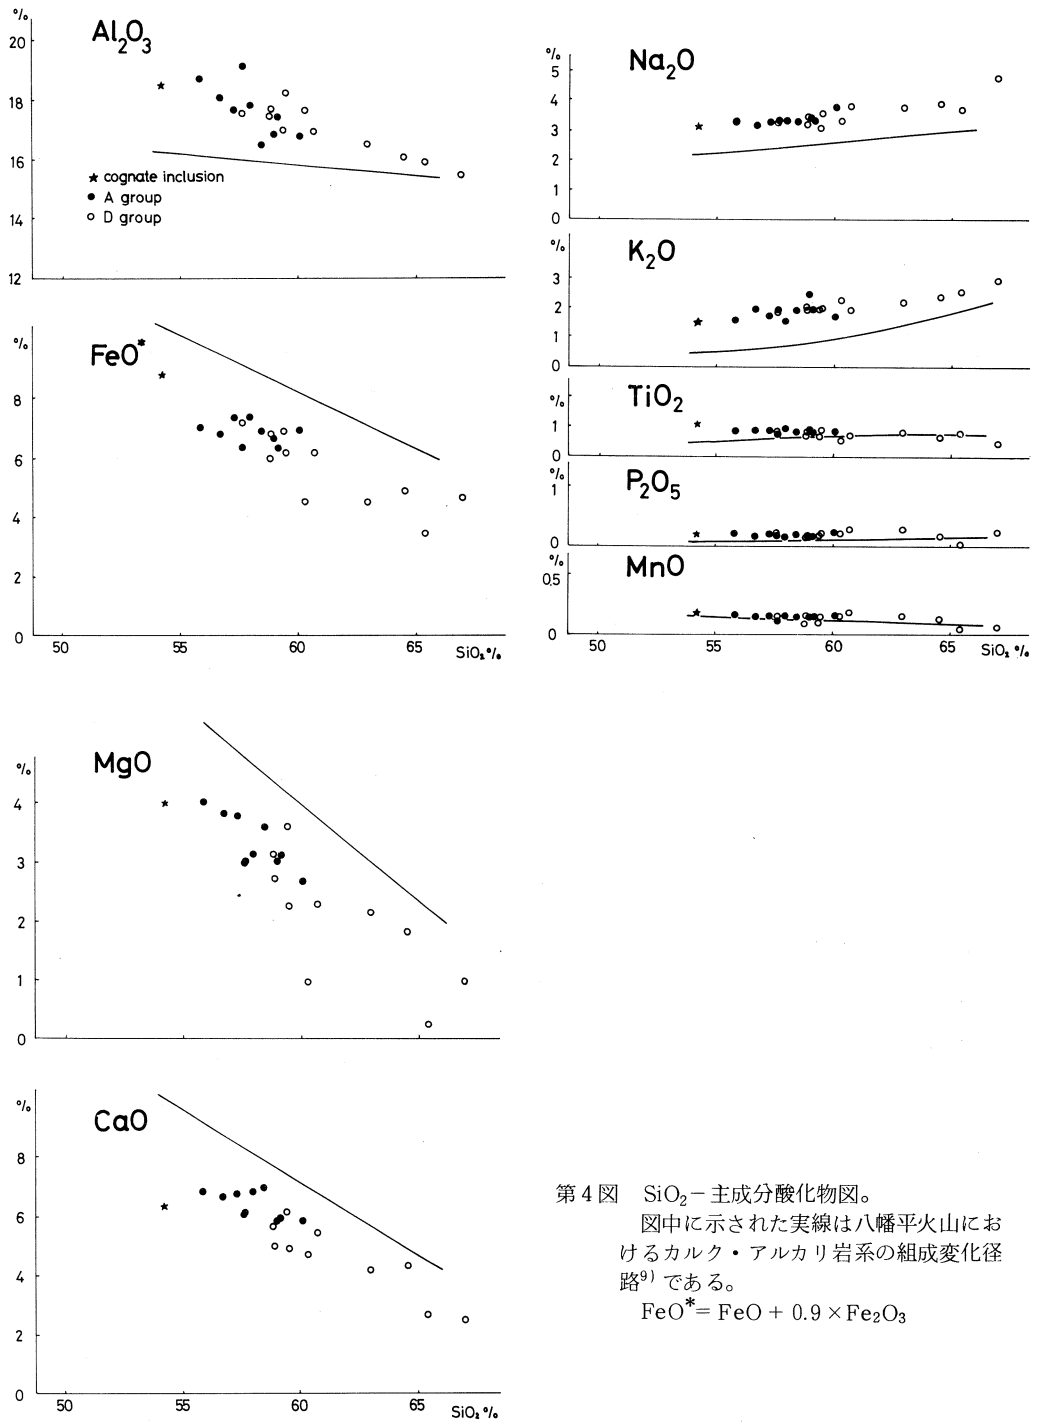 %
Al₂O₃
20
18
16
14
12
★ cognate inclusion
● A group
○ D group
%
FeO*
8
6
4
2
0
50
55
60
65
SiO₂ %
%
MgO
4
3
2
1
0
%
CaO
8
6
4
2
0
50
55
60
65
SiO₂ %
%
Na₂O
5
4
3
2
1
0
%
K₂O
3
2
1
0
%
TiO₂
1
0
%
P₂O₅
1
0
%
MnO
0.5
0
50
55
60
65
SiO₂ %
第4図 SiO₂-主成分酸化物図。
図中に示された実線は八幡平火山にお
けるカルク・アルカリ岩系の組成変化径
路⁹⁾である。
FeO*= FeO + 0.9 × Fe₂O₃